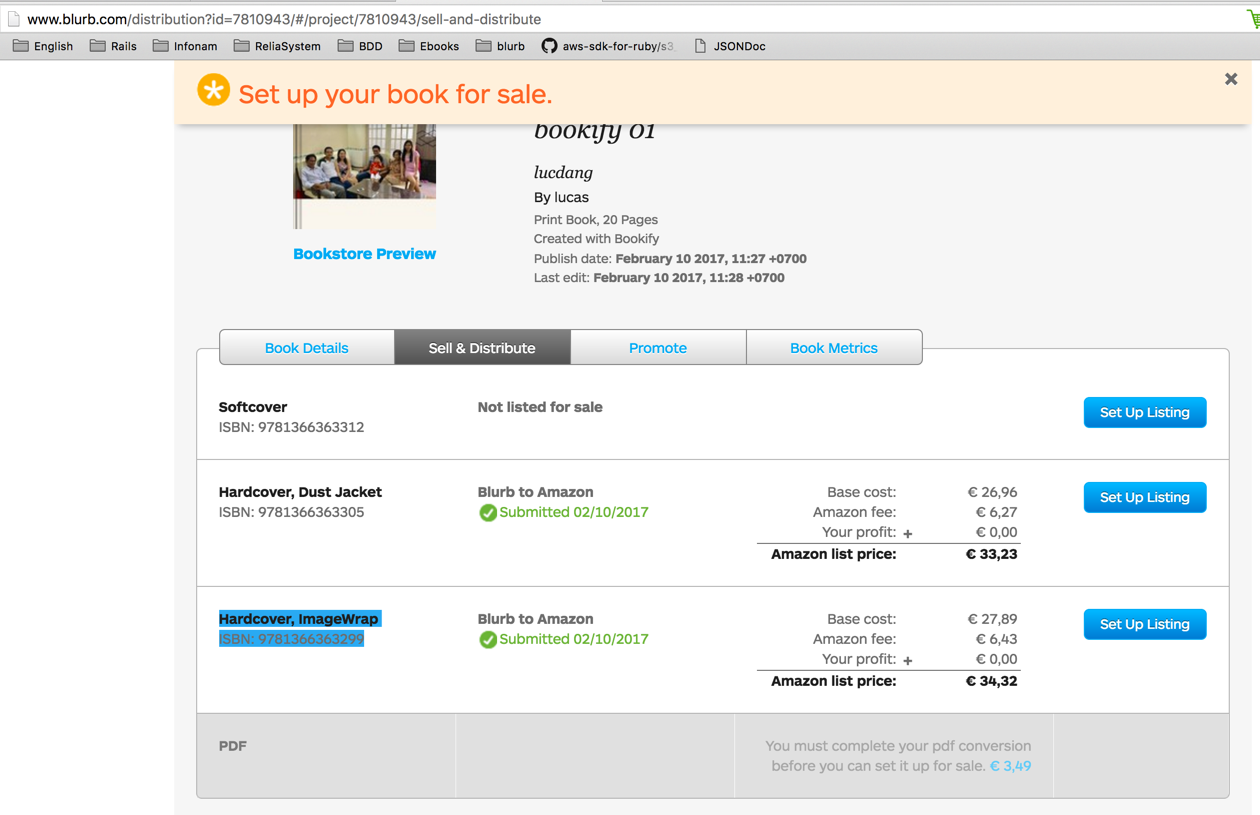 www.blurb.com/distribution?id=7810943/#/project/7810943/sell-and-distribute
English Rails Infonam ReliaSystem BDD Ebooks blurb aws-sdk-for-ruby/s3 JSONDoc
Set up your book for sale.
bookify 01
lucdang
By lucas
Print Book, 20 Pages
Created with Bookify
Publish date: February 10 2017, 11:27 +0700
Last edit: February 10 2017, 11:28 +0700
Bookstore Preview
Book Details Sell & Distribute Promote Book Metrics
Softcover
ISBN: 9781366363312
Not listed for sale
Set Up Listing
Hardcover, Dust Jacket
ISBN: 9781366363305
Blurb to Amazon
Submitted 02/10/2017
Base cost: € 26,96
Amazon fee: € 6,27
Your profit: + € 0,00
Amazon list price: € 33,23
Set Up Listing
Hardcover, ImageWrap
ISBN: 9781366363299
Blurb to Amazon
Submitted 02/10/2017
Base cost: € 27,89
Amazon fee: € 6,43
Your profit: + € 0,00
Amazon list price: € 34,32
Set Up Listing
PDF
You must complete your pdf conversion
before you can set it up for sale. € 3,49